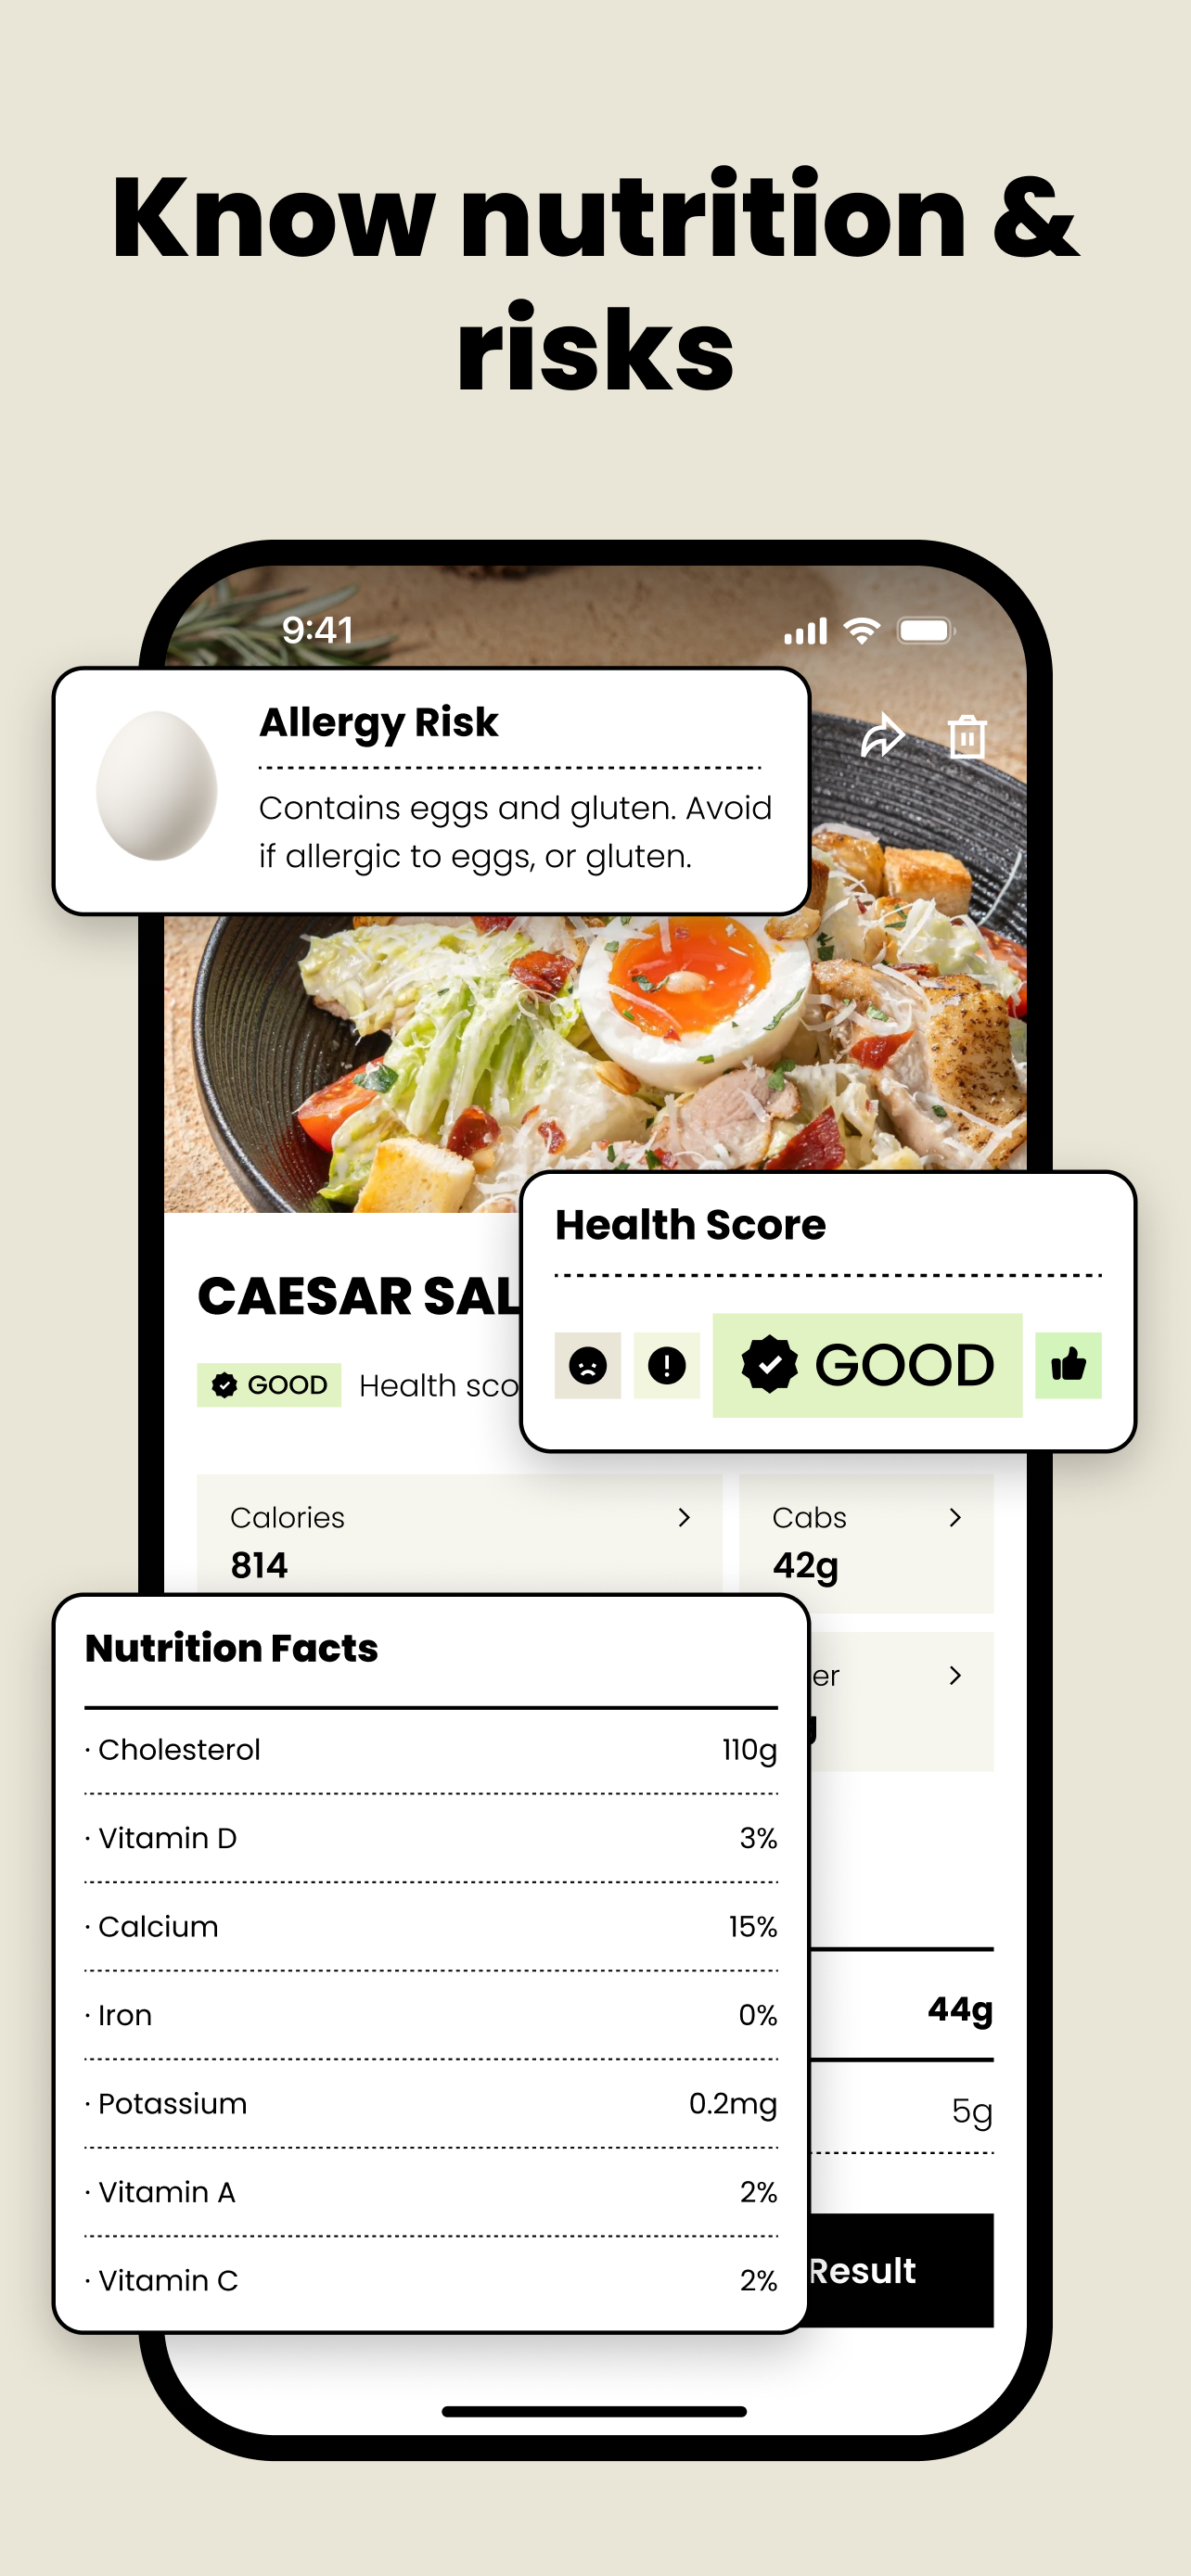 Know nutrition &
risks
9:41
Allergy Risk
Contains eggs and gluten. Avoid
if allergic to eggs, or gluten.
Health Score
GOOD
CAESAR SAL
GOOD Health sco
Calories
814
Cabs
42g
er
Nutrition Facts
· Cholesterol 110g
· Vitamin D 3%
· Calcium 15%
· Iron 0%
· Potassium 0.2mg
· Vitamin A 2%
· Vitamin C 2%
44g
5g
Result